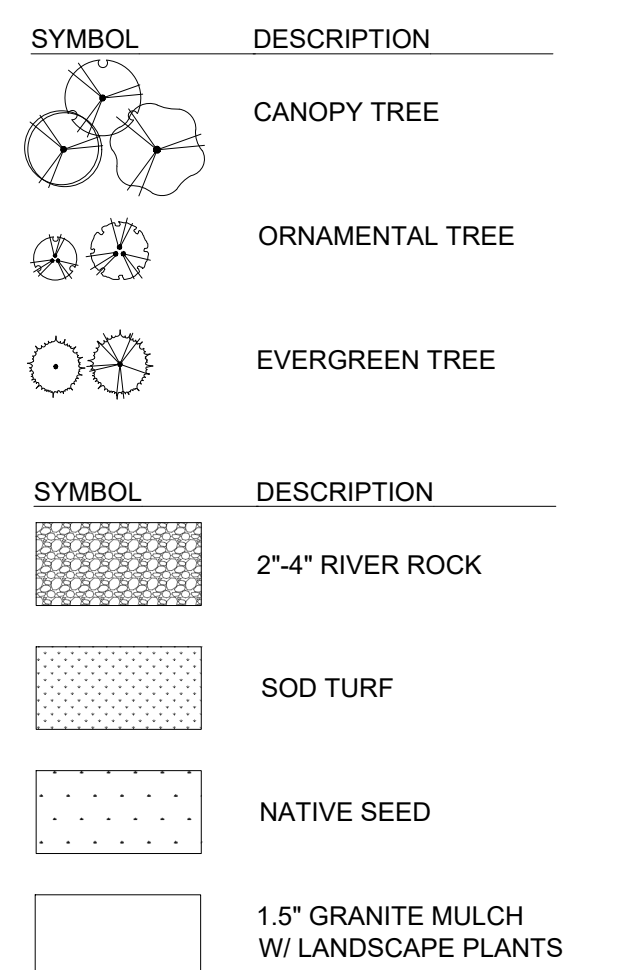 SYMBOL DESCRIPTION
CANOPY TREE
ORNAMENTAL TREE
EVERGREEN TREE
SYMBOL DESCRIPTION
2"-4" RIVER ROCK
SOD TURF
NATIVE SEED
1.5" GRANITE MULCH
W/ LANDSCAPE PLANTS